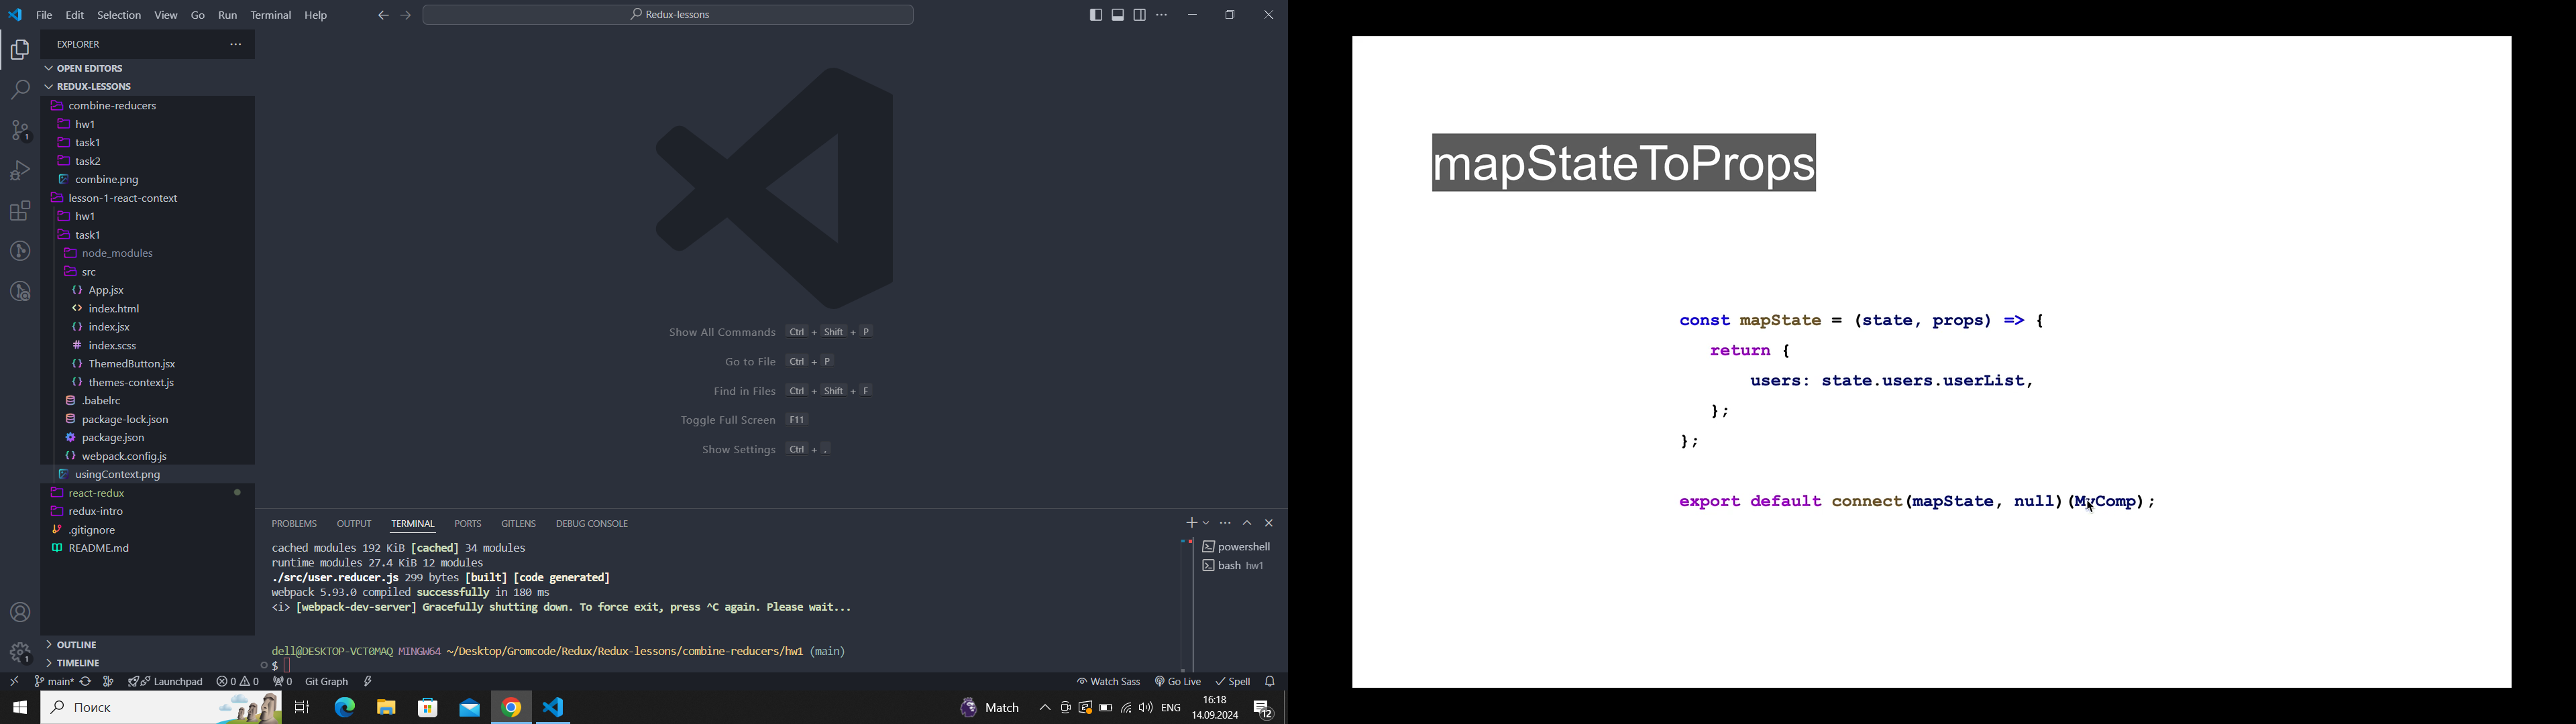 File Edit Selection View Go Run Terminal Help
Redux-lessons
EXPLORER
OPEN EDITORS
REDUX-LESSONS
combine-reducers
hw1
task1
task2
combine.png
lesson-1-react-context
hw1
task1
node_modules
src
App.jsx
index.html
index.jsx
index.scss
ThemedButton.jsx
themes-context.js
.babelrc
package-lock.json
package.json
webpack.config.js
usingContext.png
react-redux
redux-intro
.gitignore
README.md
OUTLINE
TIMELINE
Show All Commands Ctrl + Shift + P
Go to File Ctrl + P
Find in Files Ctrl + Shift + F
Toggle Full Screen F11
Show Settings Ctrl + ,
PROBLEMS OUTPUT TERMINAL PORTS GITLENS DEBUG CONSOLE
cached modules 192 KiB [cached] 34 modules
runtime modules 27.4 KiB 12 modules
./src/user.reducer.js 299 bytes [built] [code generated]
webpack 5.93.0 compiled successfully in 180 ms
<i> [webpack-dev-server] Gracefully shutting down. To force exit, press ^C again. Please wait...
dell@DESKTOP-VCT0MAQ MINGW64 ~/Desktop/Gromcode/Redux/Redux-lessons/combine-reducers/hw1 (main)
$
powershell
bash hw1
main* Launchpad 0 0 0 Git Graph
Watch Sass Go Live Spell
Поиск
Match
ENG
16:18
14.09.2024
12
1
1
mapStateToProps
const mapState = (state, props) => {
return {
users: state.users.userList,
};
};
export default connect(mapState, null)(MyComp);